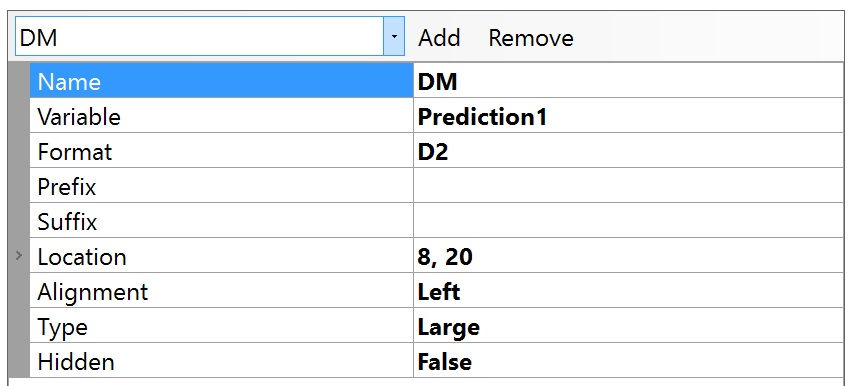 DM Add Remove
Name DM
Variable Prediction1
Format D2
Prefix
Suffix
Location 8, 20
Alignment Left
Type Large
Hidden False